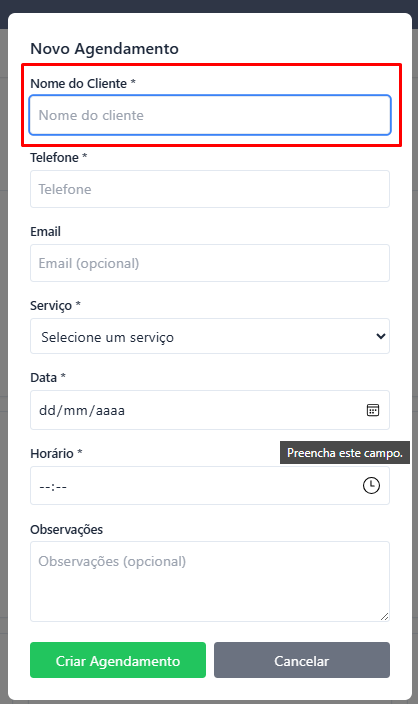 Novo Agendamento
Nome do Cliente *
Nome do cliente
Telefone *
Telefone
Email
Email (opcional)
Serviço *
Selecione um serviço
Data *
dd/mm/aaaa
Horário *
Preencha este campo.
--:--
Observações
Observações (opcional)
Criar Agendamento
Cancelar